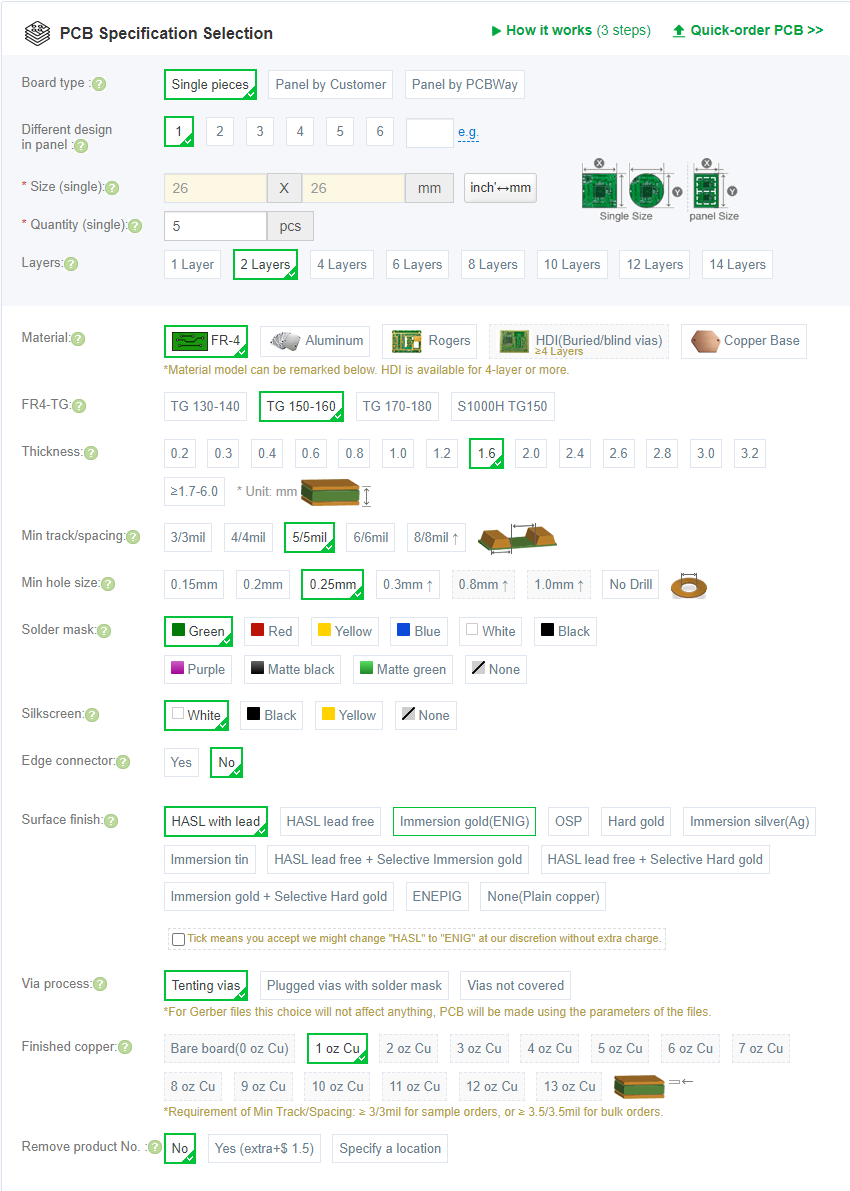 PCB Specification Selection
How it works (3 steps)
Quick-order PCB >>
Board type :
Single pieces
Panel by Customer
Panel by PCBWay
Different design
in panel :
1
2
3
4
5
6
e.g.
* Size (single):
26
X
26
mm
inch'↔mm
X
Y
X
Y
Single Size
panel Size
* Quantity (single):
5
pcs
Layers:
1 Layer
2 Layers
4 Layers
6 Layers
8 Layers
10 Layers
12 Layers
14 Layers
Material:
FR-4
Aluminum
Rogers
HDI(Buried/blind vias)
≥4 Layers
Copper Base
*Material model can be remarked below. HDI is available for 4-layer or more.
FR4-TG:
TG 130-140
TG 150-160
TG 170-180
S1000H TG150
Thickness:
0.2
0.3
0.4
0.6
0.8
1.0
1.2
1.6
2.0
2.4
2.6
2.8
3.0
3.2
≥1.7-6.0
* Unit: mm
Min track/spacing:
3/3mil
4/4mil
5/5mil
6/6mil
8/8mil ↑
Min hole size:
0.15mm
0.2mm
0.25mm
0.3mm ↑
0.8mm ↑
1.0mm ↑
No Drill
Solder mask:
Green
Red
Yellow
Blue
White
Black
Purple
Matte black
Matte green
None
Silkscreen:
White
Black
Yellow
None
Edge connector:
Yes
No
Surface finish:
HASL with lead
HASL lead free
Immersion gold(ENIG)
OSP
Hard gold
Immersion silver(Ag)
Immersion tin
HASL lead free + Selective Immersion gold
HASL lead free + Selective Hard gold
Immersion gold + Selective Hard gold
ENEPIG
None(Plain copper)
Tick means you accept we might change "HASL" to "ENIG" at our discretion without extra charge.
Via process:
Tenting vias
Plugged vias with solder mask
Vias not covered
*For Gerber files this choice will not affect anything, PCB will be made using the parameters of the files.
Finished copper:
Bare board(0 oz Cu)
1 oz Cu
2 oz Cu
3 oz Cu
4 oz Cu
5 oz Cu
6 oz Cu
7 oz Cu
8 oz Cu
9 oz Cu
10 oz Cu
11 oz Cu
12 oz Cu
13 oz Cu
*Requirement of Min Track/Spacing: ≥ 3/3mil for sample orders, or ≥ 3.5/3.5mil for bulk orders.
Remove product No. :
No
Yes (extra+$ 1.5)
Specify a location